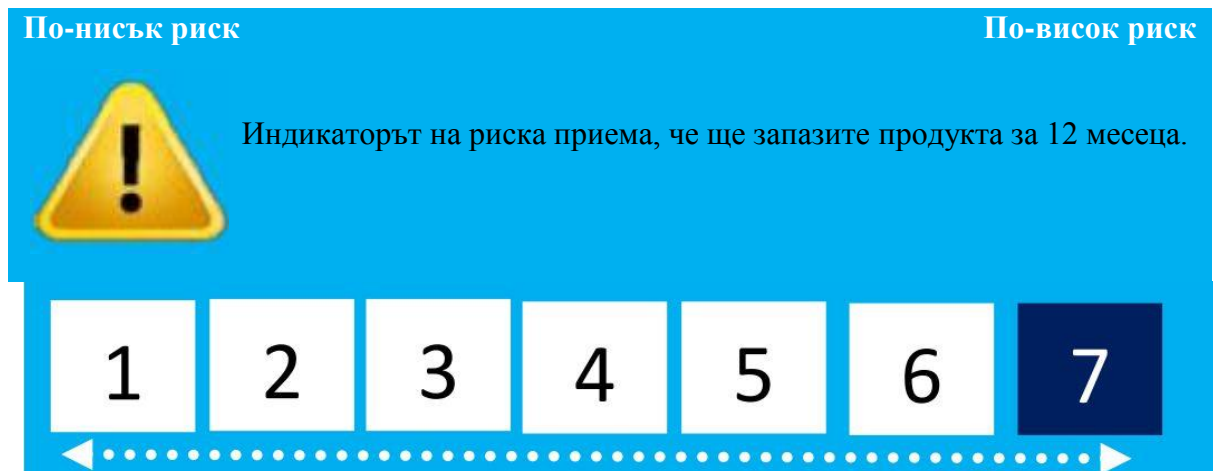 По-нисък риск По-висок риск
!
Индикаторът на риска приема, че ще запазите продукта за 12 месеца.
1 2 3 4 5 6 7